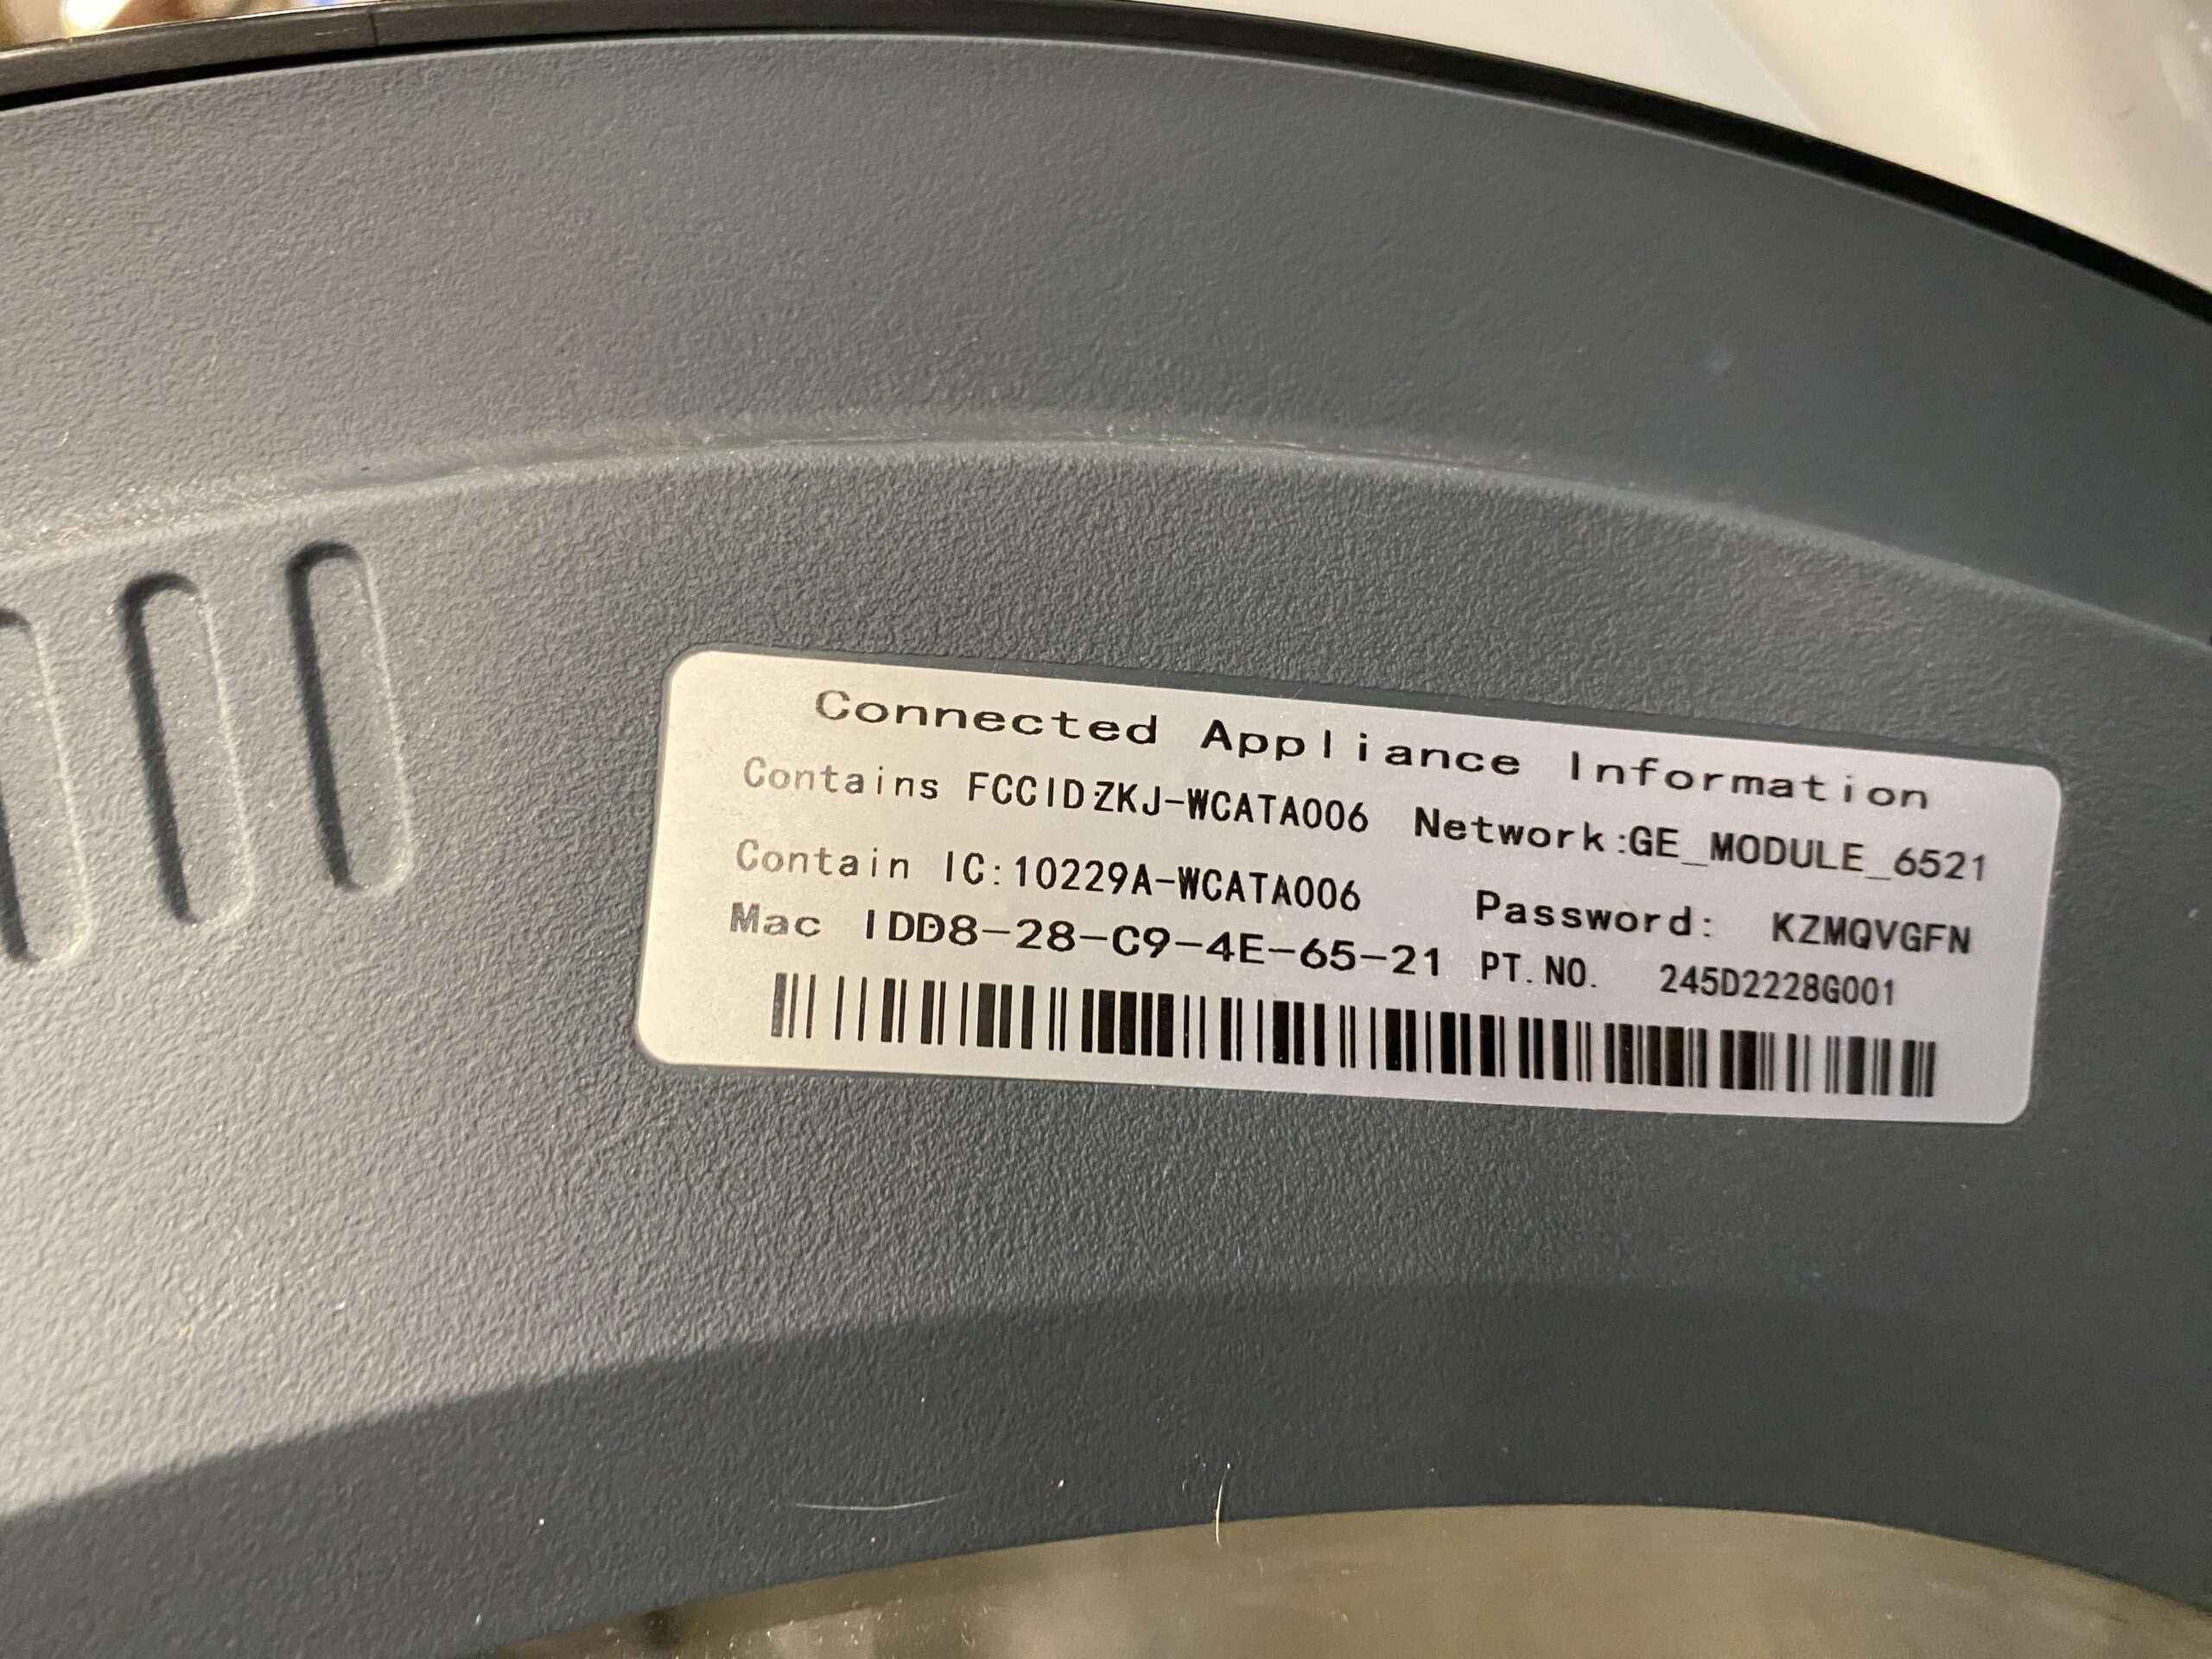 Connected Appliance Information
Contains FCCID:ZKJ-WCATA006 Network:GE_MODULE_6521
Contain IC:10229A-WCATA006 Password: KZMQVGFN
Mac IDD8-28-C9-4E-65-21 PT.NO. 245D2228G001